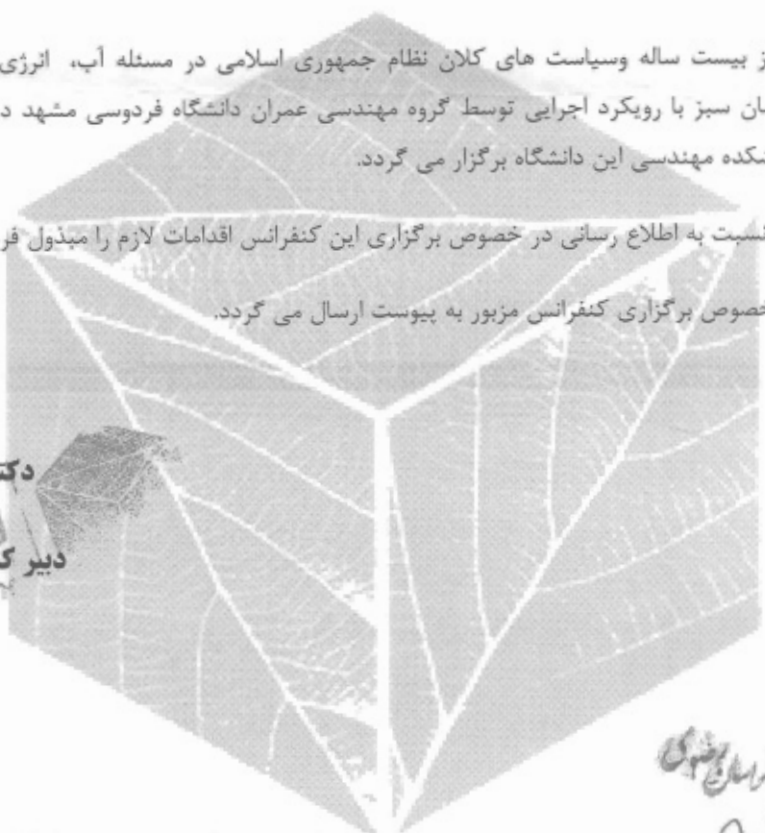 ز بیست ساله وسیاست های کلان نظام جمهوری اسلامی در مسئله آب، انرژی
ان سبز با رویکرد اجرایی توسط گروه مهندسی عمران دانشگاه فردوسی مشهد د
شکده مهندسی این دانشگاه برگزار می گردد.
نسبت به اطلاع رسانی در خصوص برگزاری این کنفرانس اقدامات لازم را مبذول فر
خصوص برگزاری کنفرانس مزبور به پیوست ارسال می گردد.
دکت
دبیر ک